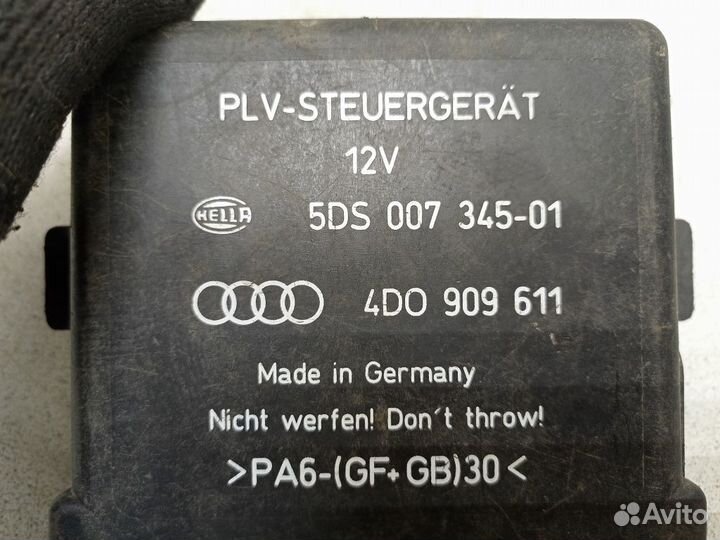 PLV-STEUERGERÄT
12V
HELLA 5DS 007 345-01
4DO 909 611
Made in Germany
Nicht werfen! Don´t throw!
>PA6-(GF+GB)30<
Avito